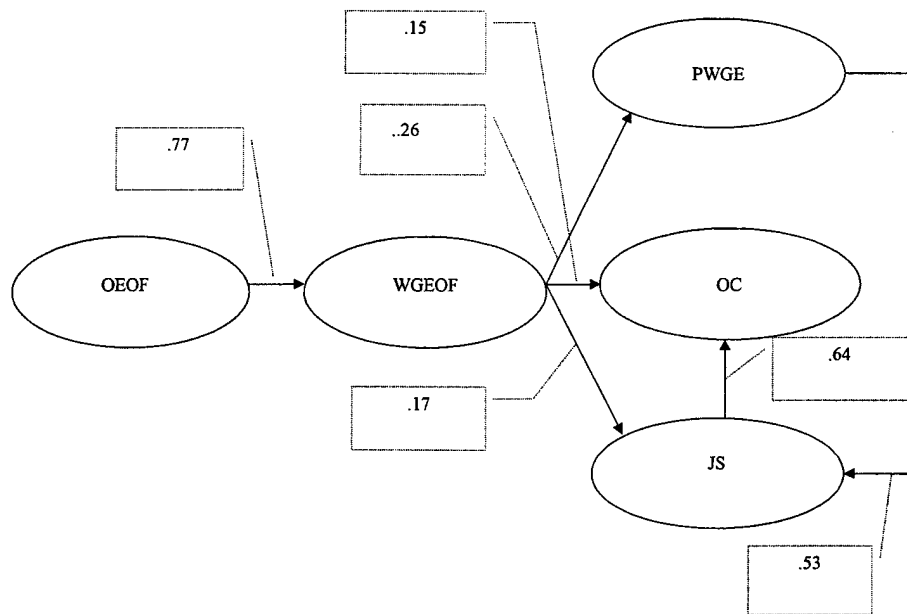 .15
PWGE
..26
.77
OEOF
WGEOF
OC
.64
.17
JS
.53